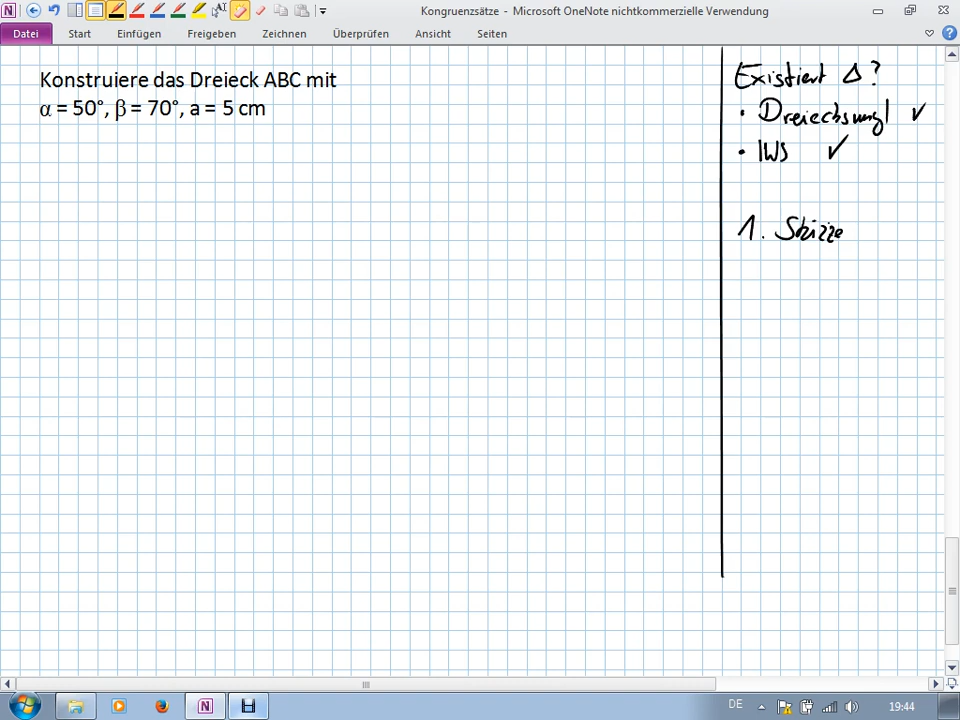 Kongruenzsätze - Microsoft OneNote nichtkommerzielle Verwendung
Datei Start Einfügen Freigeben Zeichnen Überprüfen Ansicht Seiten
Konstruiere das Dreieck ABC mit
α = 50°, β = 70°, a = 5 cm
Existiert Δ?
• Dreiecksungl ✓
• IWS ✓
1. Skizze
DE 19:44